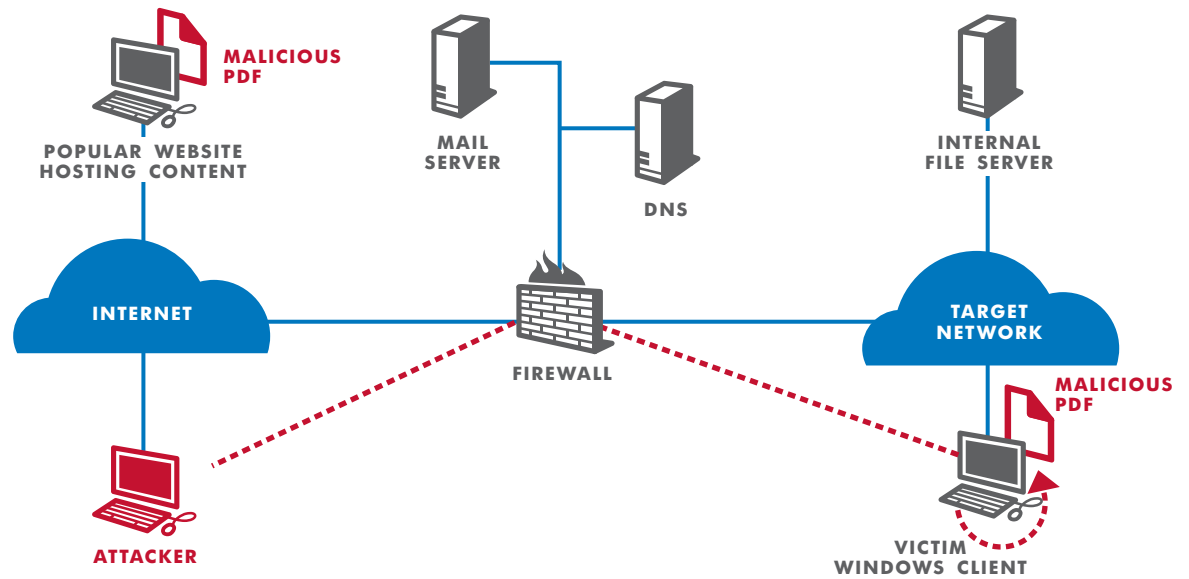 MALICIOUS
PDF
POPULAR WEBSITE
HOSTING CONTENT
MAIL
SERVER
DNS
INTERNAL
FILE SERVER
INTERNET
FIREWALL
TARGET
NETWORK
MALICIOUS
PDF
ATTACKER
VICTIM
WINDOWS CLIENT